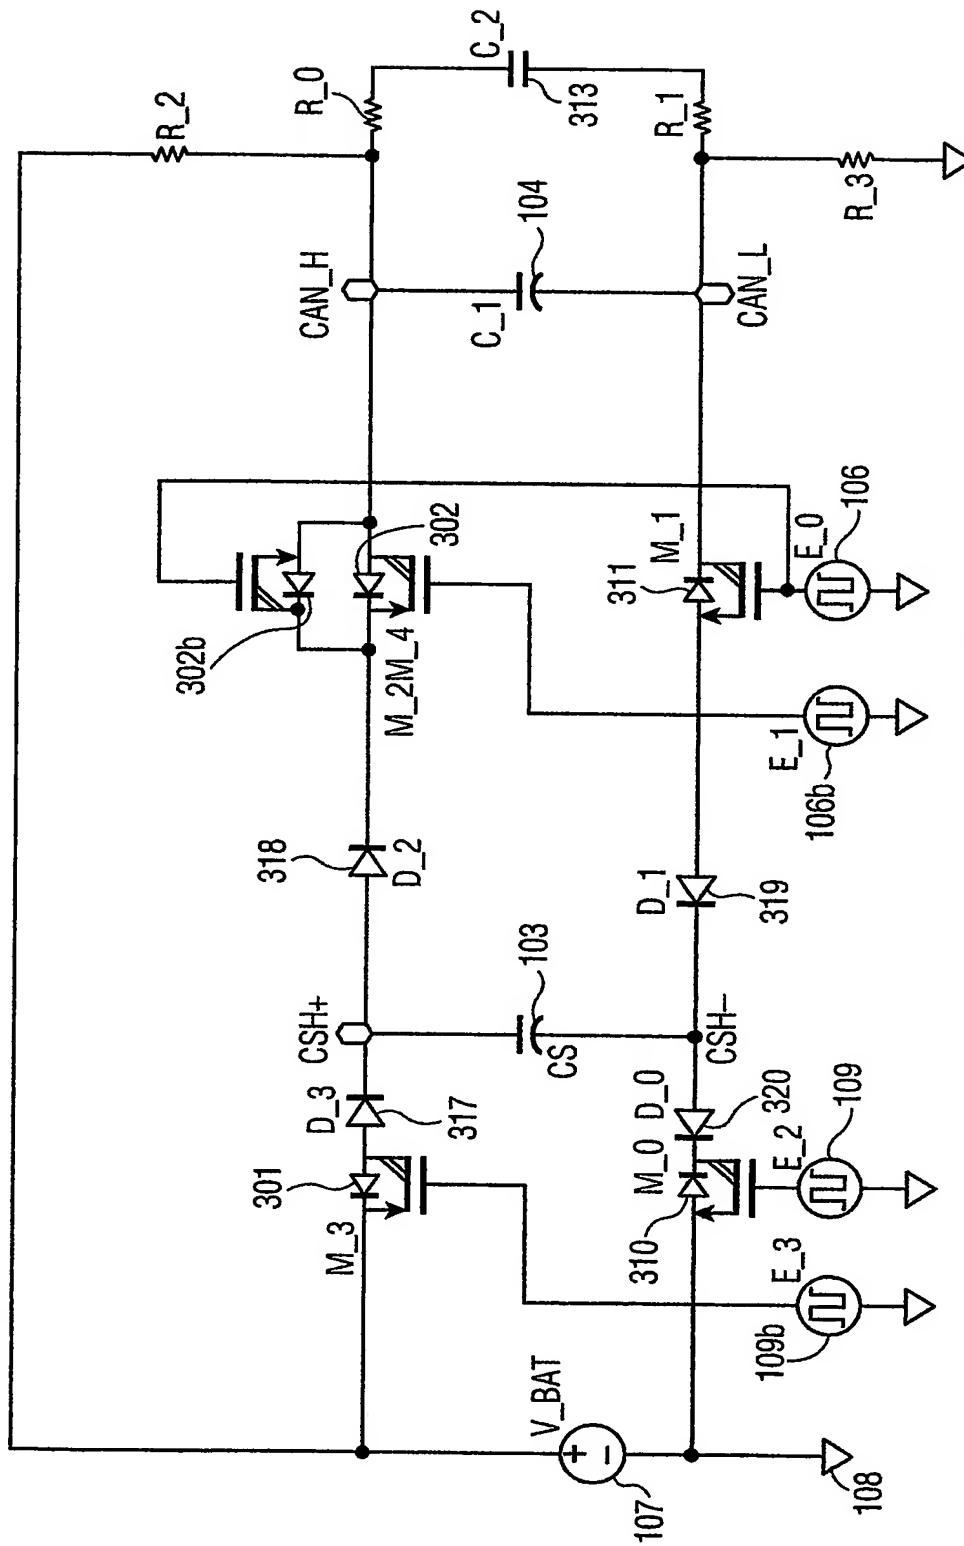 R_2
R_0
C_2
313
R_1
R_3
CAN_H
C_1
104
CAN_L
302b
302
M_2M_4
M_1
311
E_0
106
E_1
106b
318
D_2
D_1
319
CSH+
103
CS
CSH−
D_3
317
301
M_3
D_0
320
M_0
310
E_2
109
E_3
109b
V_BAT
+
−
107
108